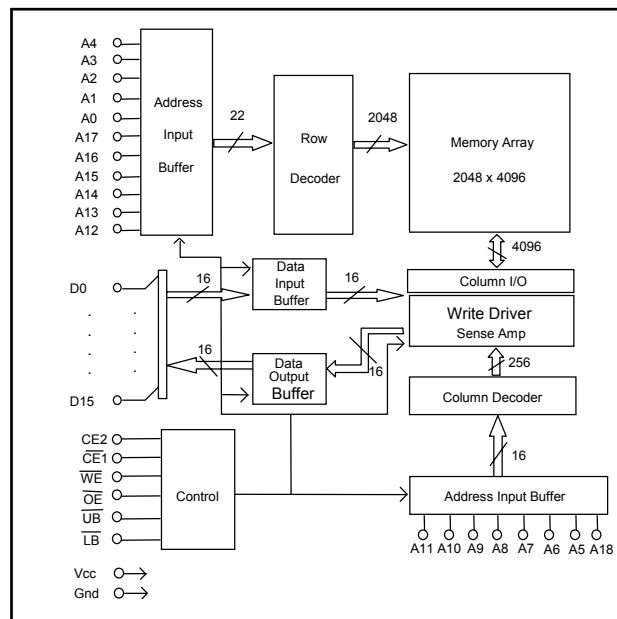 A4
A3
A2
A1
A0
A17
A16
A15
A14
A13
A12
Address
Input
Buffer
22
Row
Decoder
2048
Memory Array
2048 x 4096
4096
D0
.
.
.
.
D15
.
.
.
.
16
Data
Input
Buffer
16
Column I/O
Write Driver
Sense Amp
16
Data
Output
Buffer
16
256
Column Decoder
16
CE2
CE1
WE
OE
UB
LB
Control
Address Input Buffer
A11 A10 A9 A8 A7 A6 A5 A18
Vcc
Gnd